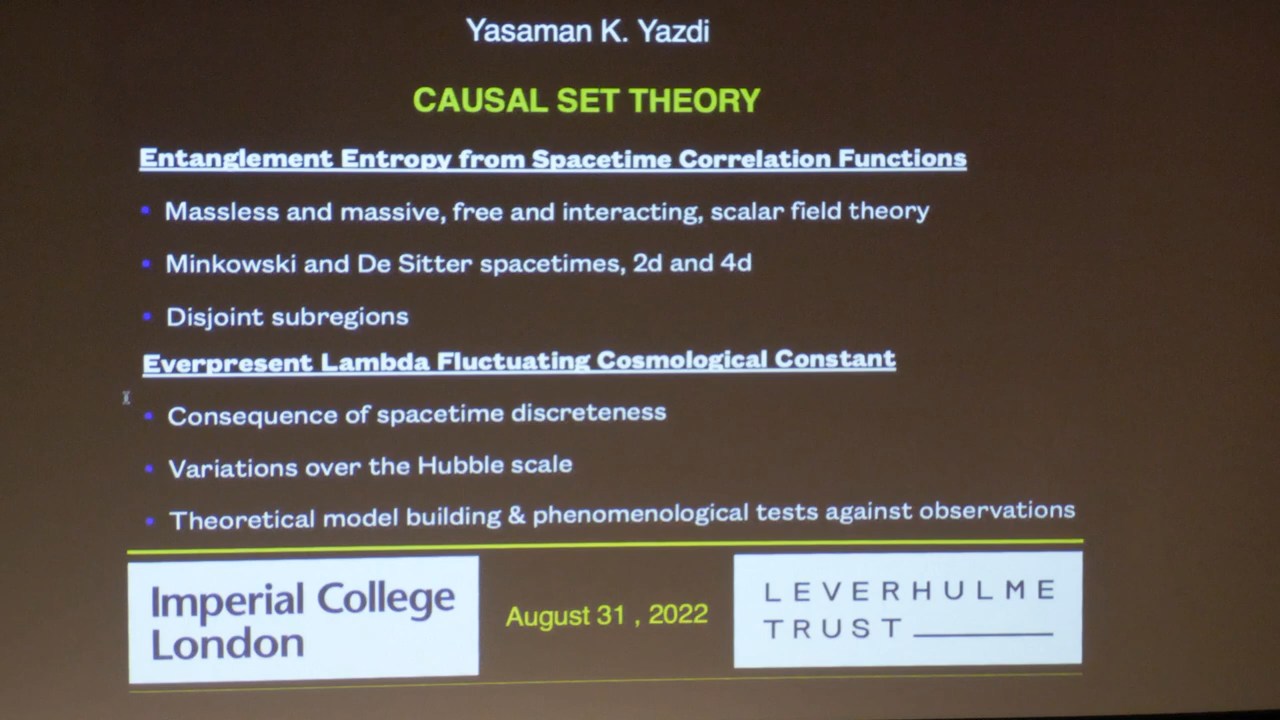 Yasaman K. Yazdi
CAUSAL SET THEORY
Entanglement Entropy from Spacetime Correlation Functions
• Massless and massive, free and interacting, scalar field theory
• Minkowski and De Sitter spacetimes, 2d and 4d
• Disjoint subregions
Everpresent Lambda Fluctuating Cosmological Constant
• Consequence of spacetime discreteness
• Variations over the Hubble scale
• Theoretical model building & phenomenological tests against observations
Imperial College
London
August 31 , 2022
LEVERHULME
TRUST